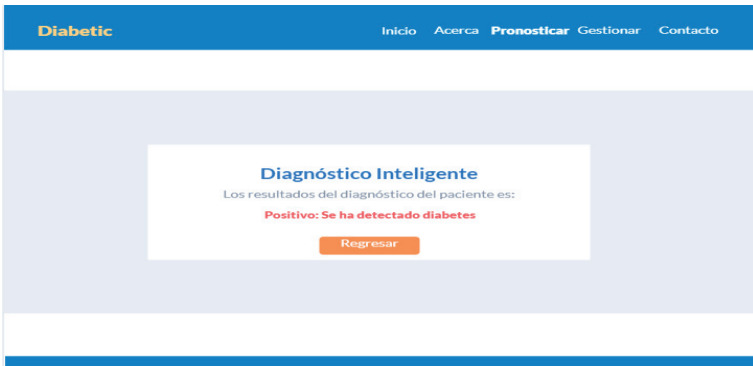 Diabetic Inicio Acerca Pronosticar Gestionar Contacto
Diagnóstico Inteligente
Los resultados del diagnóstico del paciente es:
Positivo: Se ha detectado diabetes
Regresar